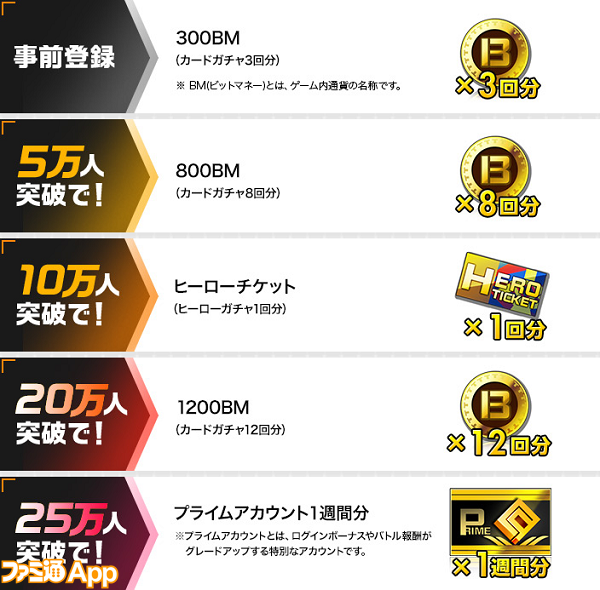 事前登録
300BM
(カードガチャ3回分)
※ BM(ビットマネー)とは、ゲーム内通貨の名称です。
B
×3回分
5万人
突破で!
800BM
(カードガチャ8回分)
B
×8回分
10万人
突破で!
ヒーローチケット
(ヒーローガチャ1回分)
HERO
TICKET
×1回分
20万人
突破で!
1200BM
(カードガチャ12回分)
B
×12回分
25万人
突破で!
プライムアカウント1週間分
※プライムアカウントとは、ログインボーナスやバトル報酬が
グレードアップする特別なアカウントです。
PRIME
×1週間分
ファミ通App